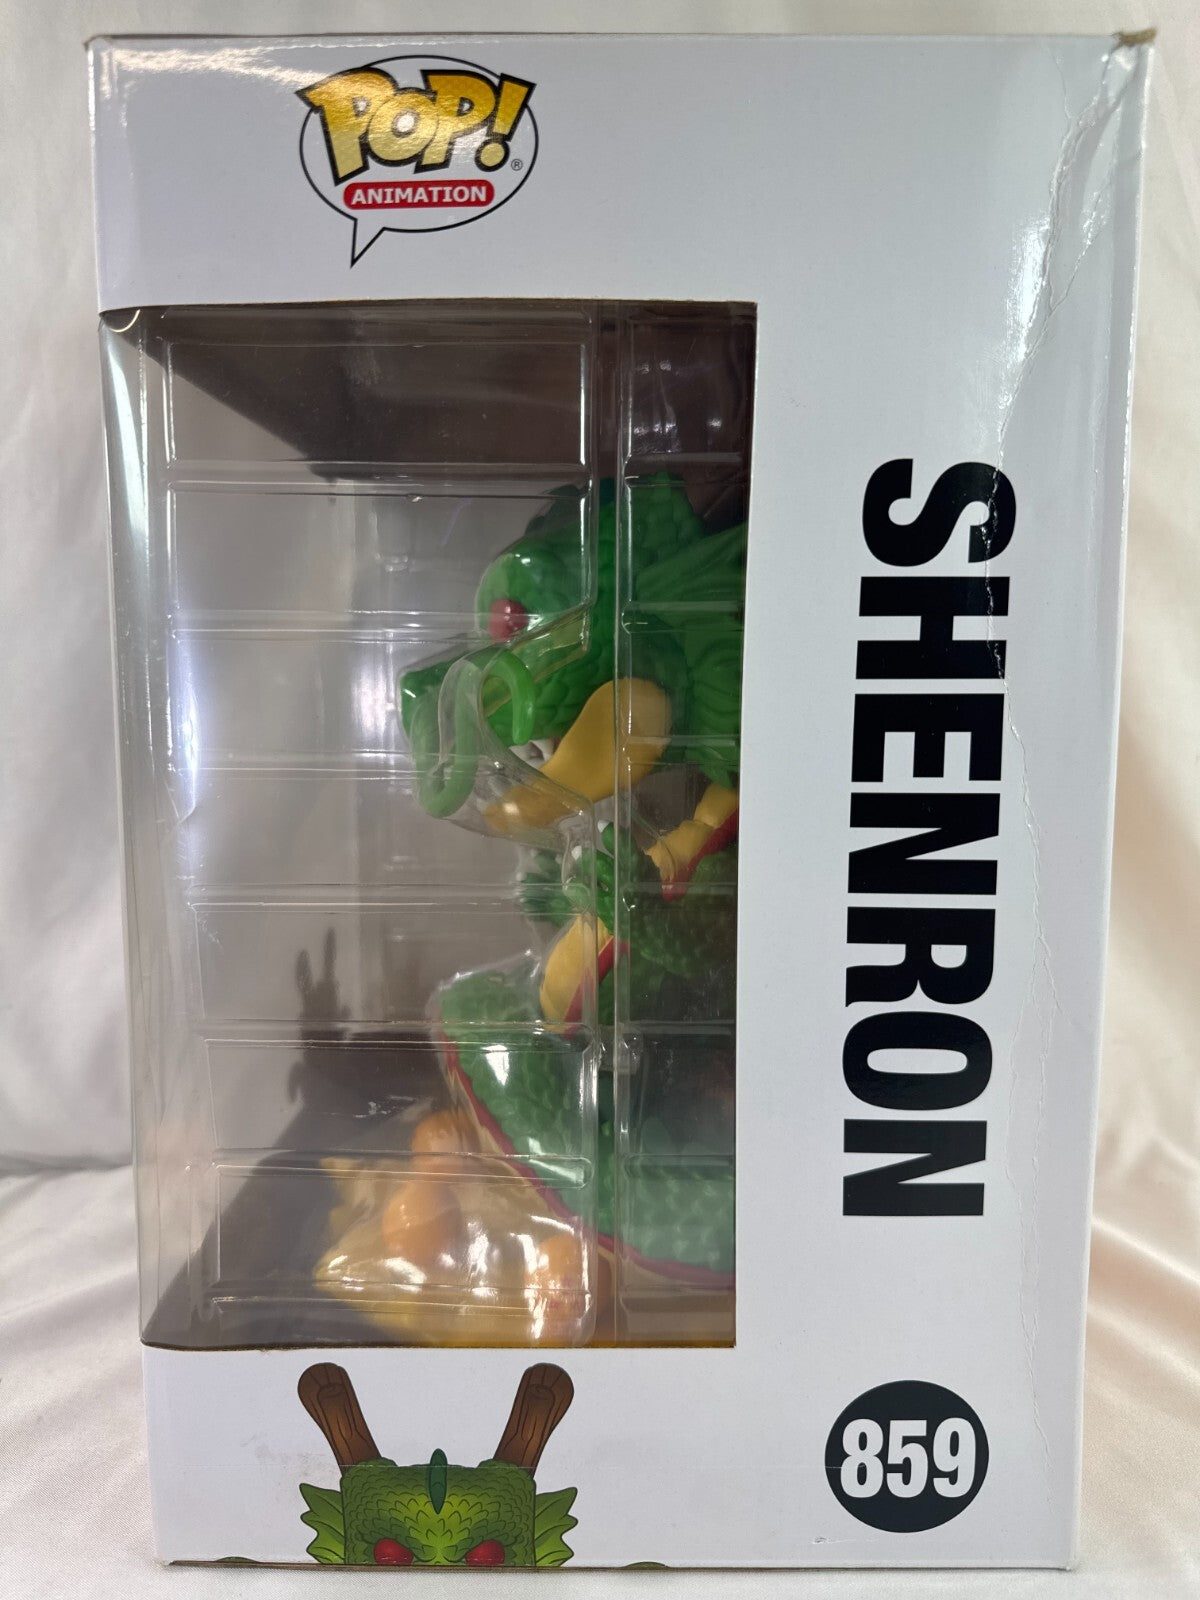 POP!®
ANIMATION
SHENRON
859